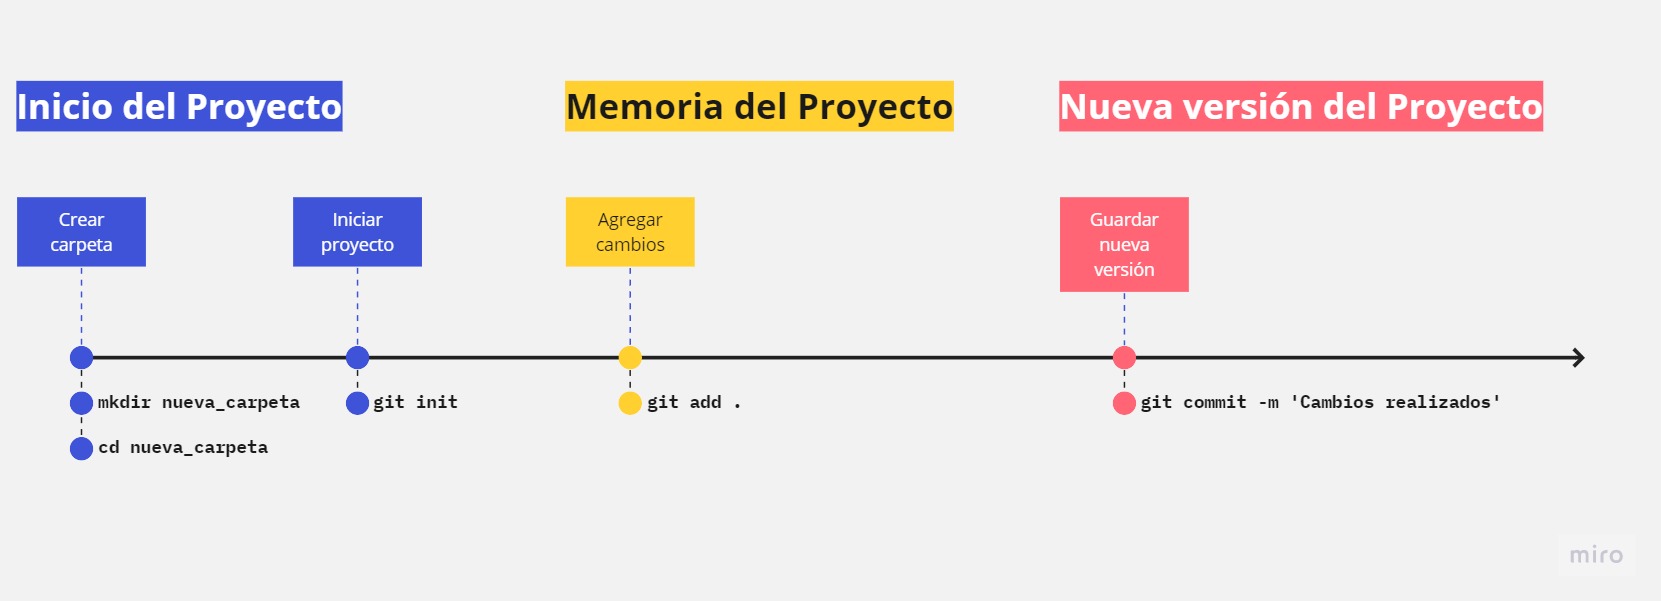 Inicio del Proyecto
Memoria del Proyecto
Nueva versión del Proyecto
Crear
carpeta
Iniciar
proyecto
Agregar
cambios
Guardar
nueva
versión
mkdir nueva_carpeta
git init
git add .
git commit -m 'Cambios realizados'
cd nueva_carpeta
miro